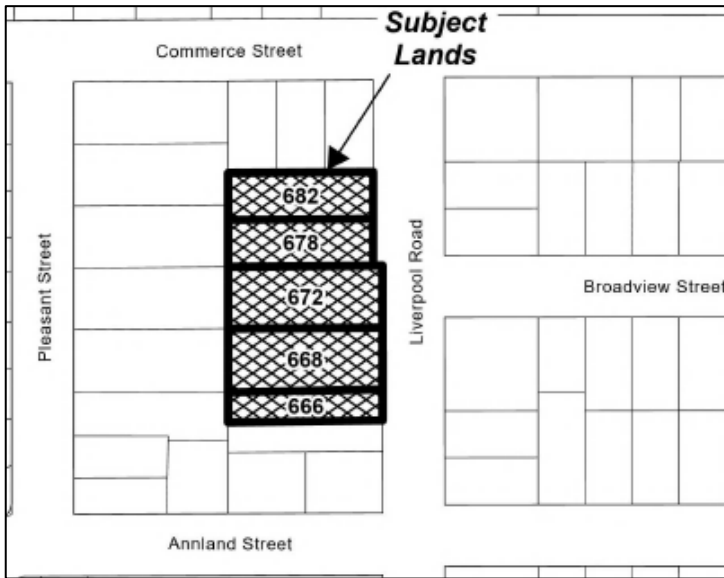 Subject
Lands
Commerce Street
682
678
672
668
666
Pleasant Street
Liverpool Road
Broadview Street
Annland Street